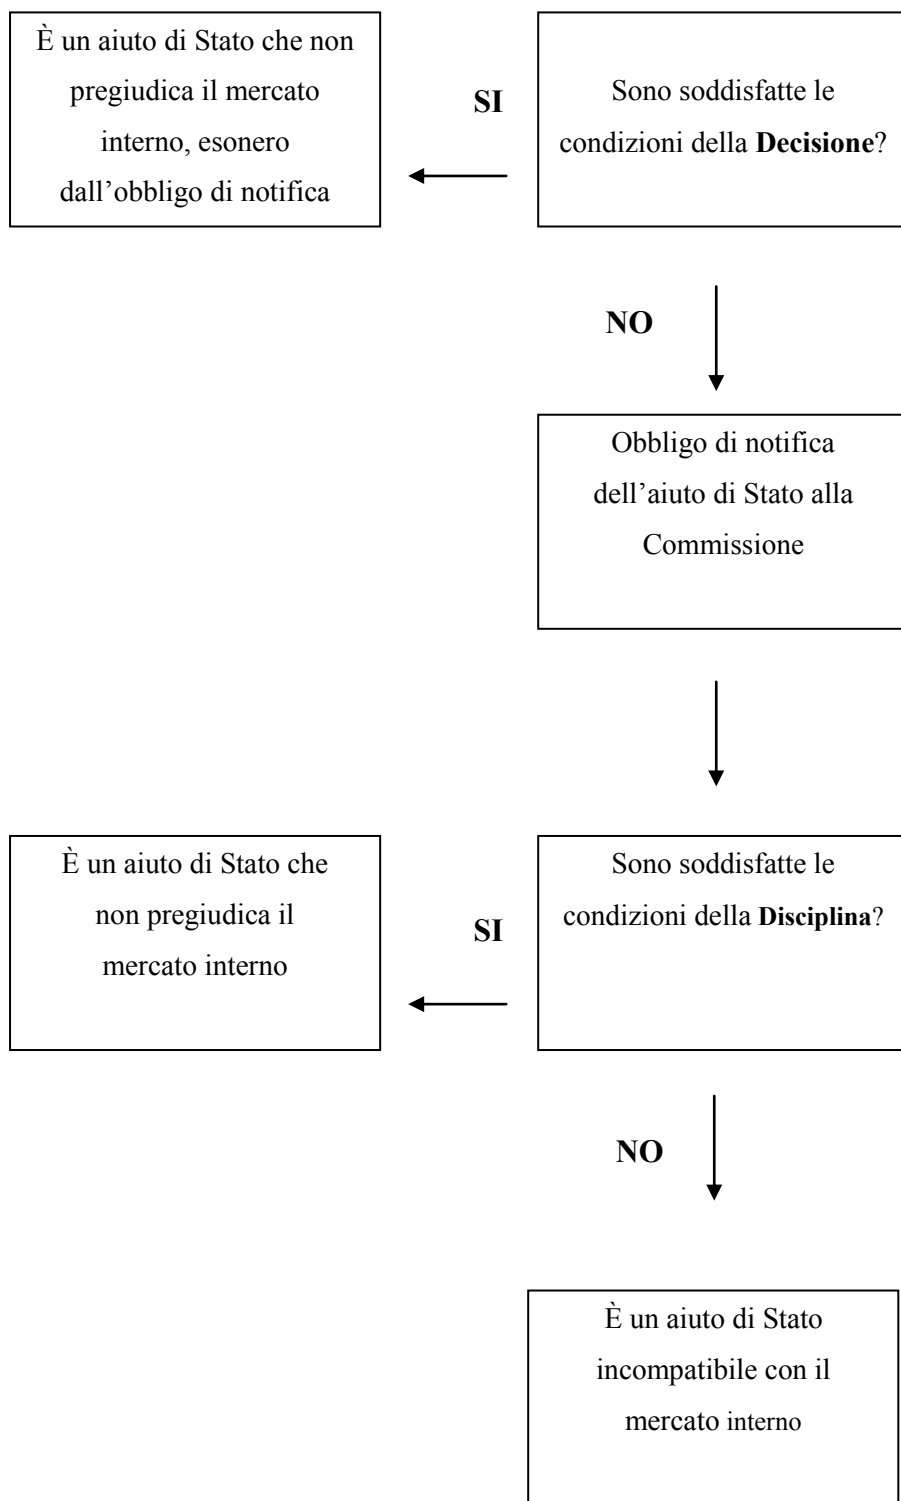 È un aiuto di Stato che non
pregiudica il mercato
interno, esonero
dall’obbligo di notifica
SI
Sono soddisfatte le
condizioni della Decisione?
NO
Obbligo di notifica
dell’aiuto di Stato alla
Commissione
È un aiuto di Stato che
non pregiudica il
mercato interno
SI
Sono soddisfatte le
condizioni della Disciplina?
NO
È un aiuto di Stato
incompatibile con il
mercato interno